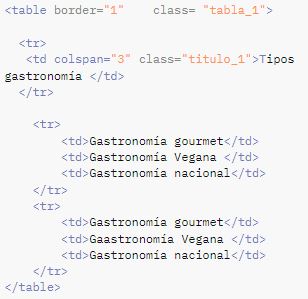 <table border="1"    class= "tabla_1">
<tr>
<td colspan="3" class="titulo_1">Tipos
gastronomía </td>
</tr>
<tr>
<td>Gastronomía gourmet</td>
<td>Gastronomía Vegana </td>
<td>Gastronomía nacional</td>
</tr>
<tr>
<td>Gastronomía gourmet</td>
<td>Gaastronomía Vegana </td>
<td>Gastronomía nacional</td>
</tr>
</table>